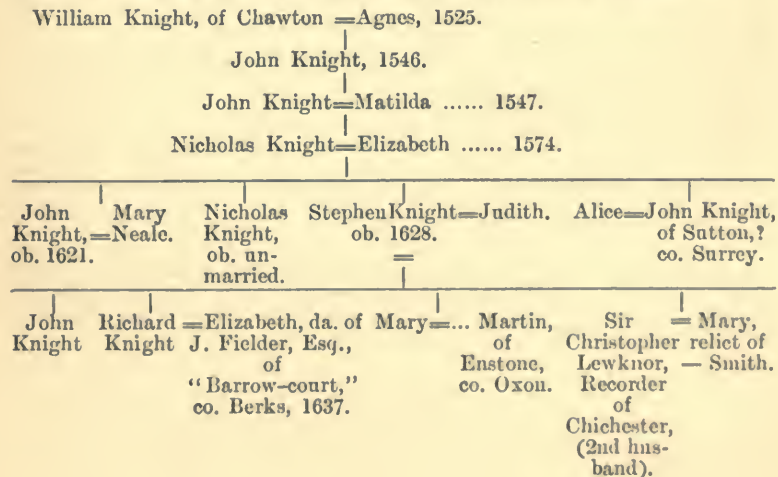 William Knight, of Chawton =Agnes, 1525.
John Knight, 1546.
John Knight=Matilda ...... 1547.
Nicholas Knight=Elizabeth ...... 1574.
John
Knight,=
ob. 1621.
Mary
Neale.
Nicholas
Knight,
ob. un-
married.
StephenKnight=Judith.
ob. 1628.
=
Alice=John Knight,
of Sutton,?
co. Surrey.
John
Knight
Richard
Knight
=Elizabeth, da. of
J. Fielder, Esq.,
of
"Barrow-court,"
co. Berks, 1637.
Mary=... Martin,
of
Enstone,
co. Oxon.
Sir
Christopher
Lewknor,
Recorder
of
Chichester,
(2nd hus-
band).
= Mary,
relict of
— Smith.